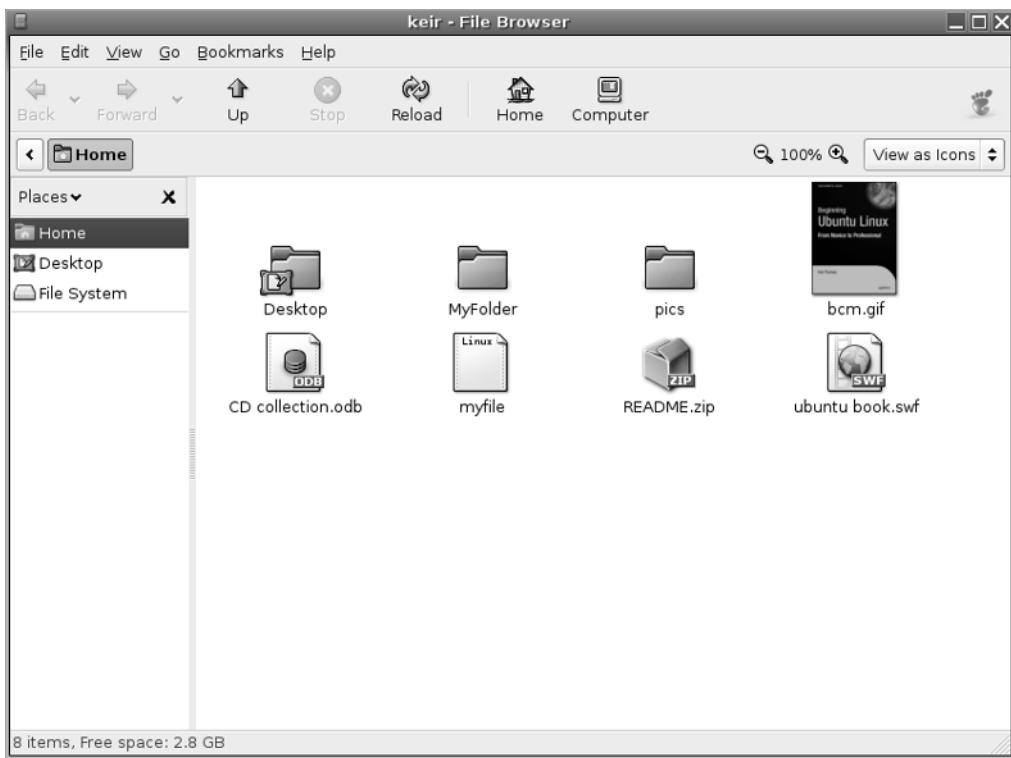 keir - File Browser
File Edit View Go Bookmarks Help
Back Forward Up Stop Reload Home Computer
Home 100% View as Icons
Places
Home
Desktop
File System
Beginning
Ubuntu Linux
From Novice to Professional
Desktop MyFolder pics bcm.gif
ODB Linux ZIP SWF
CD collection.odb myfile README.zip ubuntu book.swf
8 items, Free space: 2.8 GB